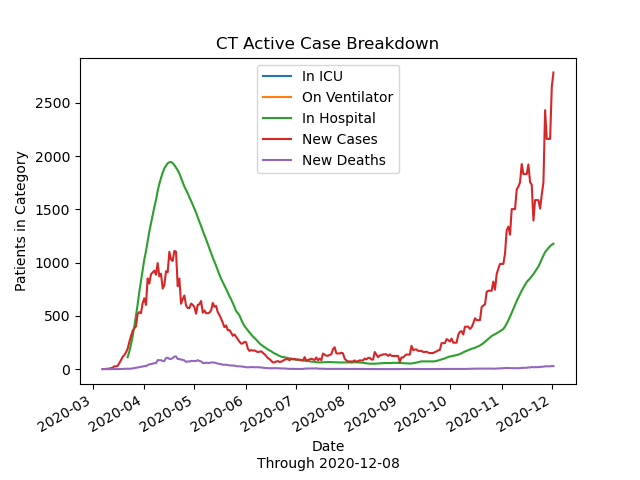 CT Active Case Breakdown
In ICU
On Ventilator
In Hospital
New Cases
New Deaths
Patients in Category
2500
2000
1500
1000
500
0
2020-03
2020-04
2020-05
2020-06
2020-07
2020-08
2020-09
2020-10
2020-11
2020-12
Date
Through 2020-12-08